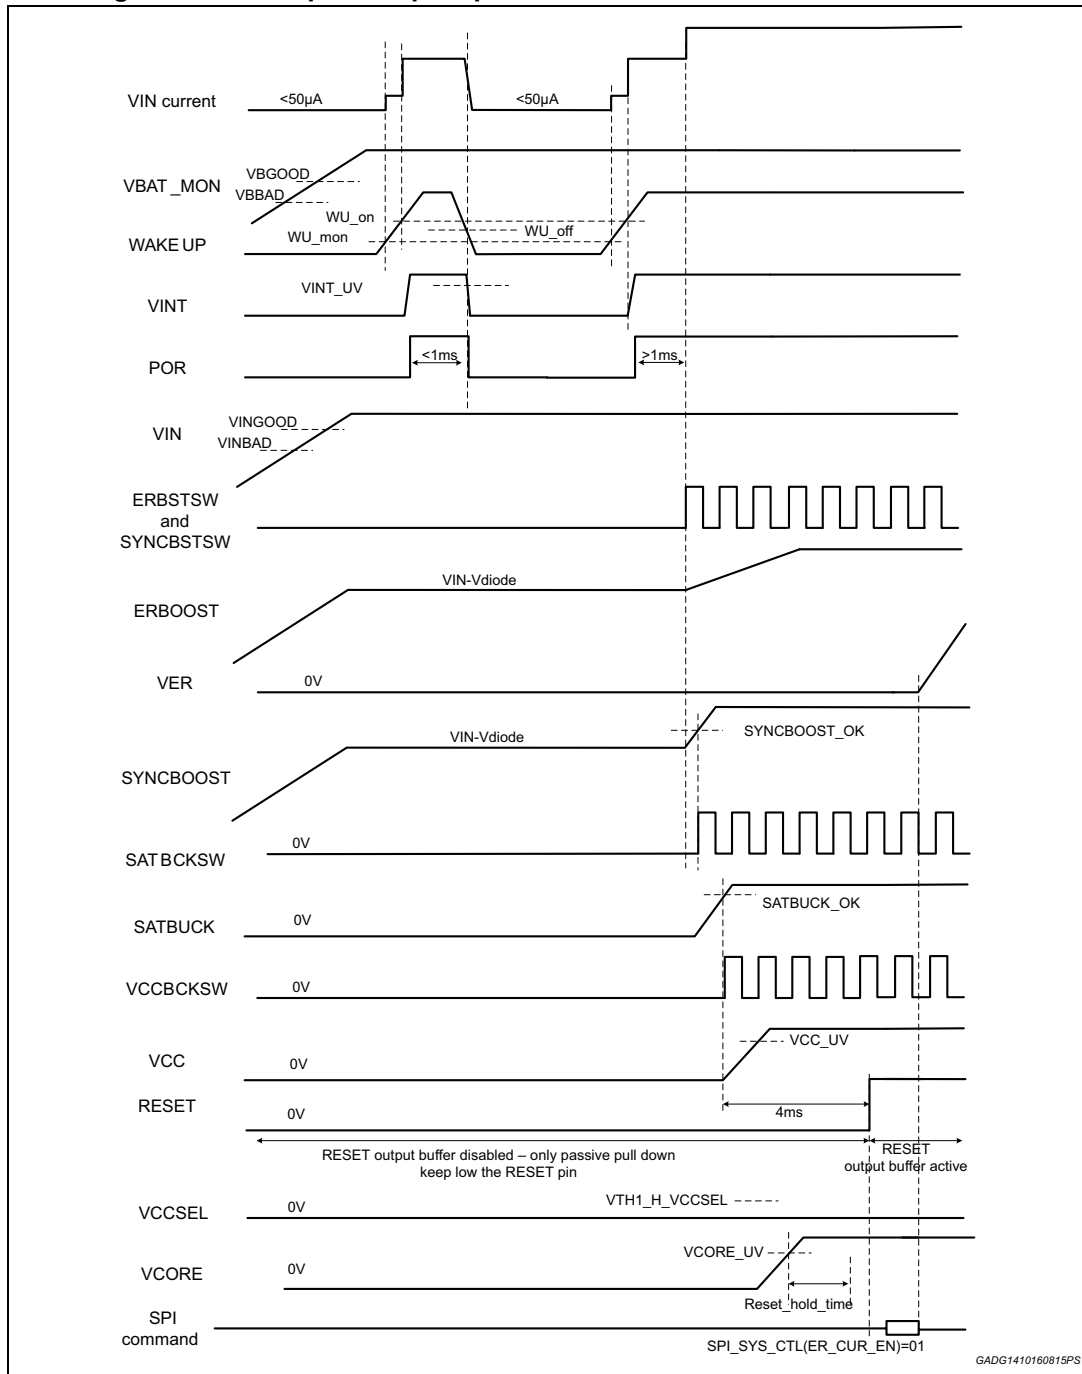 VIN current
<50µA
<50µA
VBGOOD
VBAT_MON
VBBAD
WU_on
WU_mon
WU_off
WAKE UP
VINT_UV
VINT
<1ms
>1ms
POR
VINGOOD
VIN
VINBAD
ERBSTSW
and
SYNCBSTSW
VIN-Vdiode
ERBOOST
VER
0V
SYNCBOOST_OK
VIN-Vdiode
SYNCBOOST
0V
SATBCKSW
SATBUCK_OK
SATBUCK
0V
VCCBCKSW
0V
VCC_UV
VCC
0V
RESET
4ms
0V
RESET output buffer disabled – only passive pull down
keep low the RESET pin
RESET
output buffer active
VTH1_H_VCCSEL
VCCSEL
0V
VCORE_UV
VCORE
0V
Reset_hold_time
SPI
command
SPI_SYS_CTL(ER_CUR_EN)=01
GADG1410160815PS